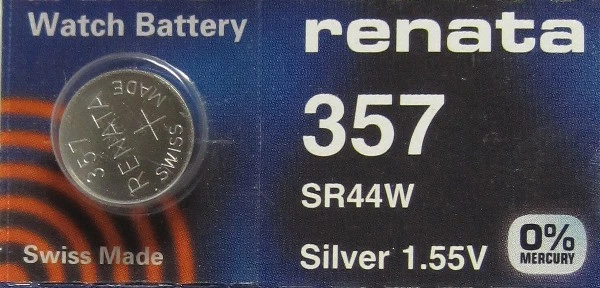 Watch Battery
renata
357
SR44W
Silver 1.55V
0%
MERCURY
Swiss Made
357
RENATA
SWISS
MADE
+